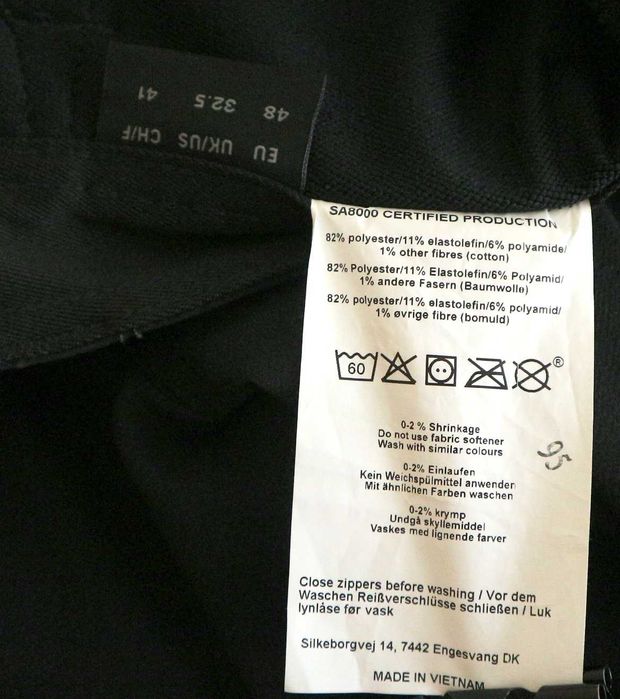 EU UK/US CH/F
48 32.5 41
SA8000 CERTIFIED PRODUCTION
82% polyester/11% elastolefin/6% polyamide/
1% other fibres (cotton)
82% Polyester/11% Elastolefin/6% Polyamid/
1% andere Fasern (Baumwolle)
82% polyester/11% elastolefin/6% polyamid/
1% øvrige fibre (bomuld)
60 ®
0-2 % Shrinkage
Do not use fabric softener
Wash with similar colours
95
0-2% Einlaufen
Kein Weichspülmittel anwenden
Mit ähnlichen Farben waschen
0-2% krymp
Undgå skyllemiddel
Vaskes med lignende farver
Close zippers before washing / Vor dem
Waschen Reißverschlüsse schließen / Luk
lynlåse før vask
Silkeborgvej 14, 7442 Engesvang DK
MADE IN VIETNAM